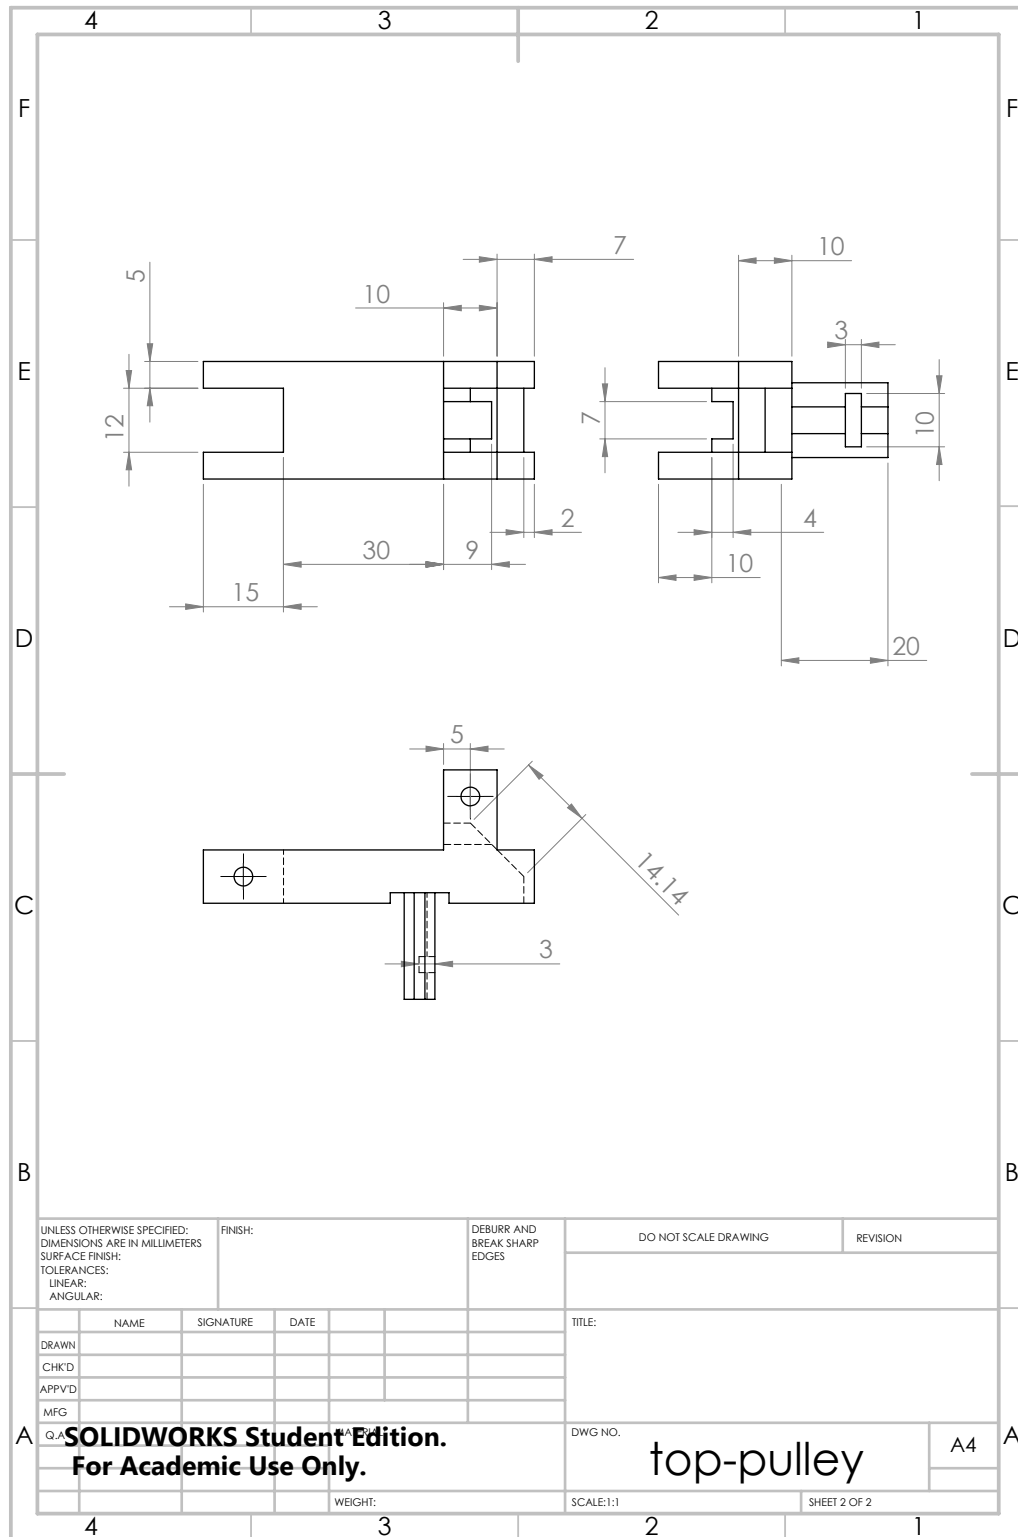 4 3 2 1
F F
7
10
5
10
3
E E
12
7
10
2
4
30
9
10
15
D D
20
5
14.14
C C
3
B B
UNLESS OTHERWISE SPECIFIED:
DIMENSIONS ARE IN MILLIMETERS
SURFACE FINISH:
TOLERANCES:
LINEAR:
ANGULAR:
FINISH:
DEBURR AND
BREAK SHARP
EDGES
DO NOT SCALE DRAWING
REVISION
NAME SIGNATURE DATE
TITLE:
DRAWN
CHK'D
APPV'D
MFG
Q.A
MATERIAL:
SOLIDWORKS Student Edition.
For Academic Use Only.
DWG NO.
top-pulley
A4
A A
WEIGHT:
SCALE:1:1
SHEET 2 OF 2
4 3 2 1